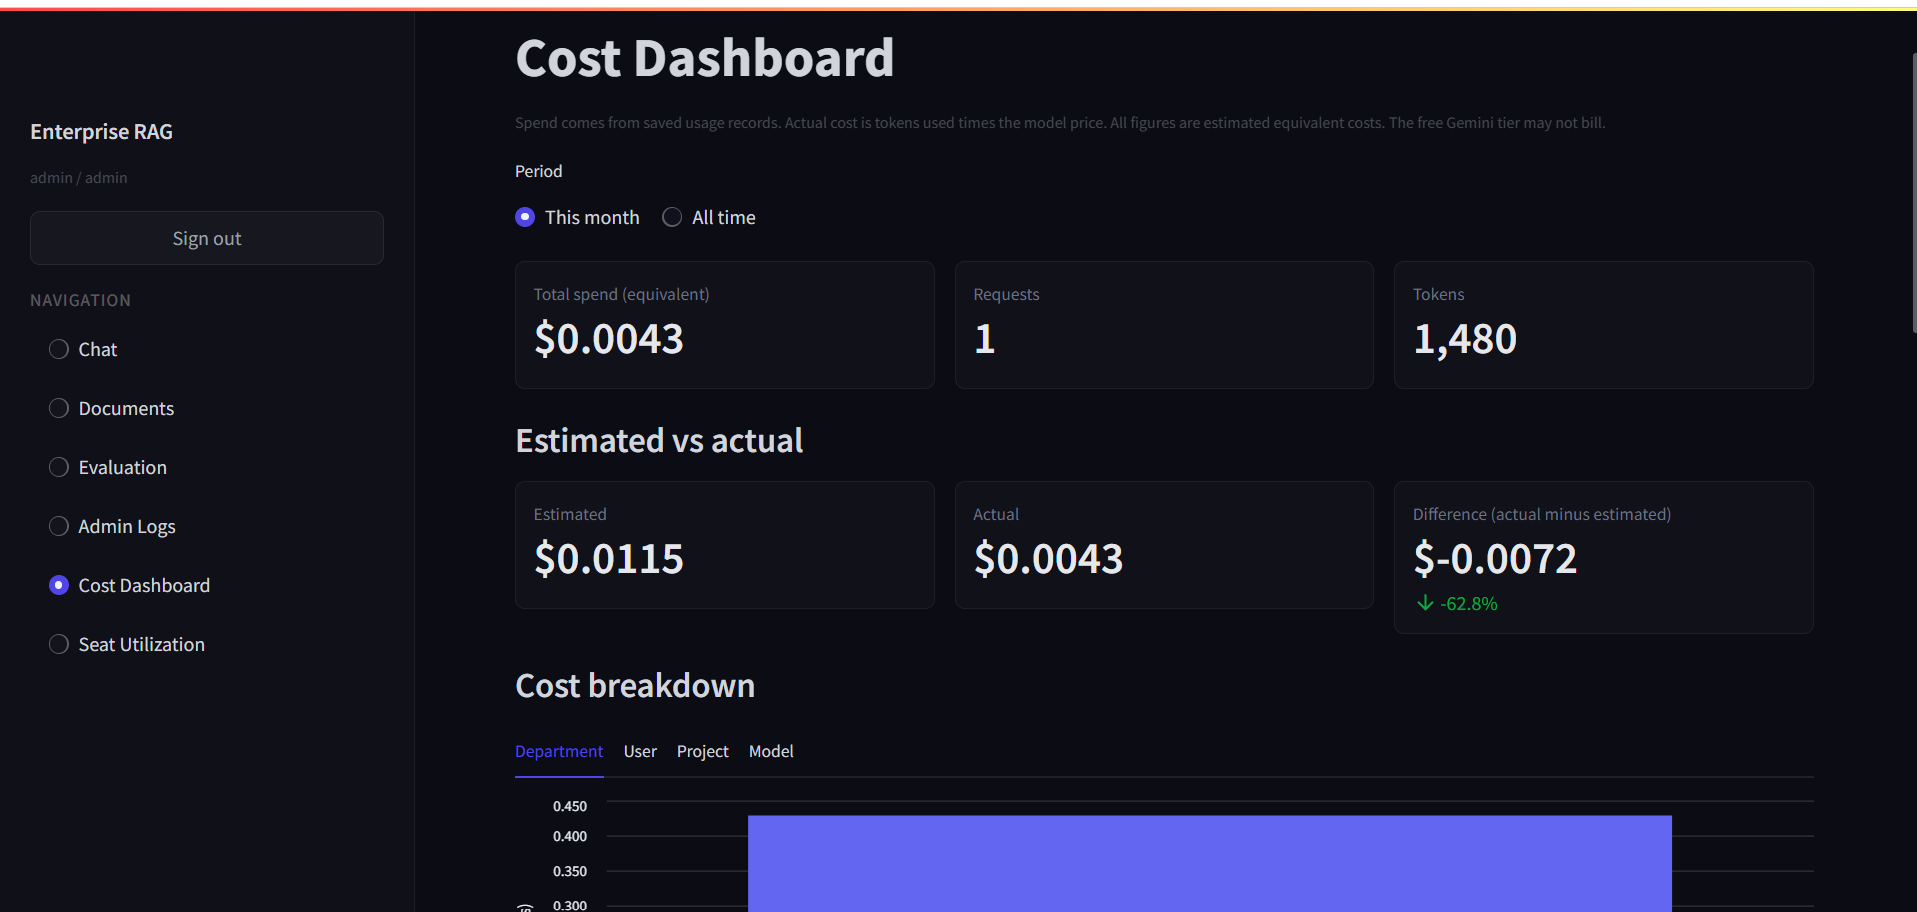 Enterprise RAG
admin / admin
Sign out
NAVIGATION
Chat
Documents
Evaluation
Admin Logs
Cost Dashboard
Seat Utilization
Cost Dashboard
Spend comes from saved usage records. Actual cost is tokens used times the model price. All figures are estimated equivalent costs. The free Gemini tier may not bill.
Period
This month All time
Total spend (equivalent)
$0.0043
Requests
1
Tokens
1,480
Estimated vs actual
Estimated
$0.0115
Actual
$0.0043
Difference (actual minus estimated)
$-0.0072
-62.8%
Cost breakdown
Department User Project Model
0.450
0.400
0.350
0.300